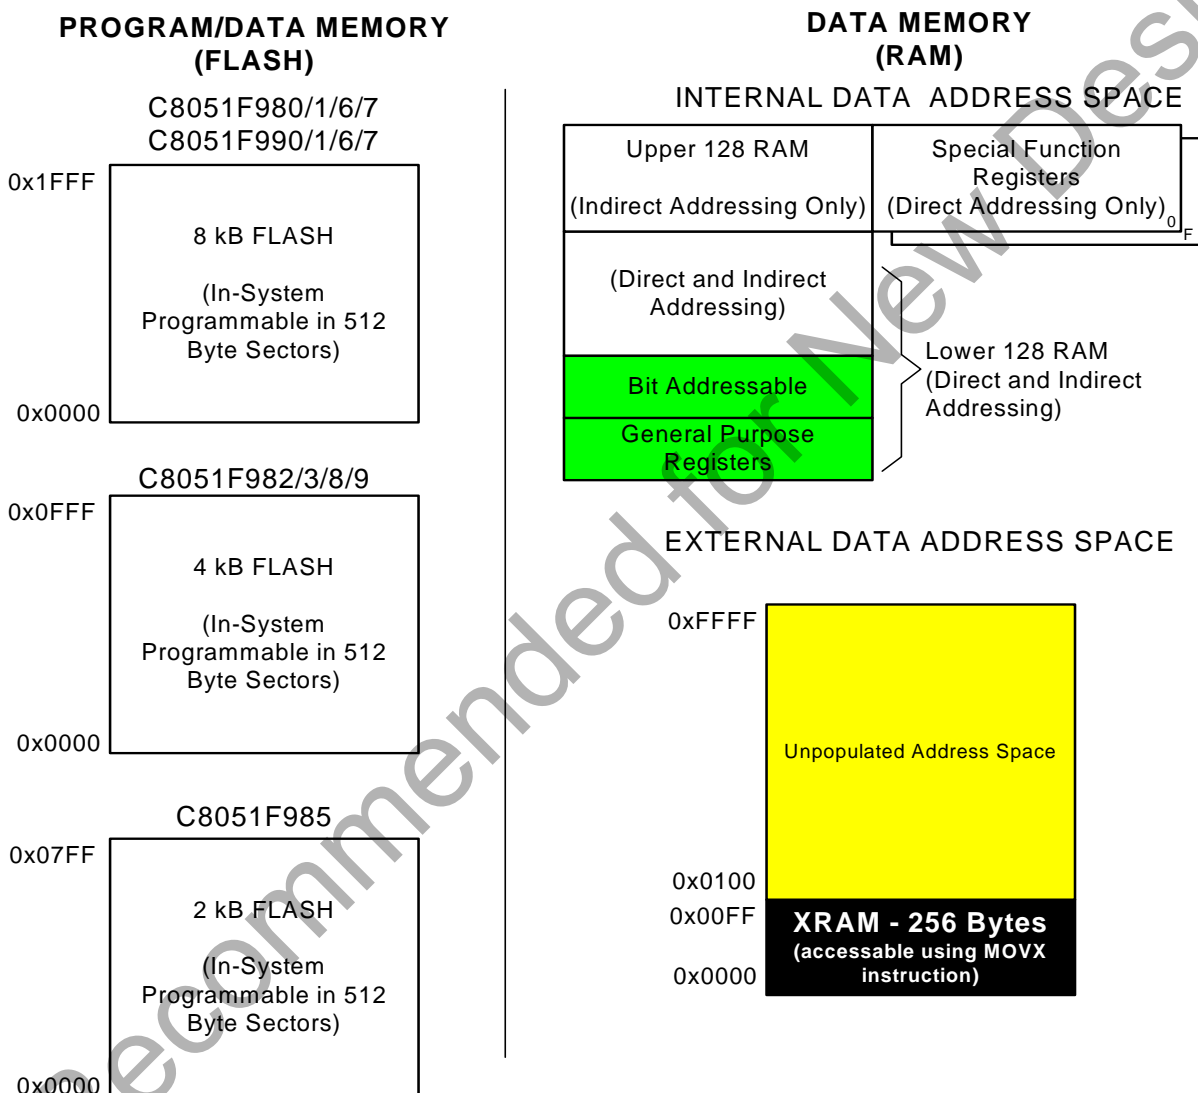 PROGRAM/DATA MEMORY
(FLASH)
C8051F980/1/6/7
C8051F990/1/6/7
0x1FFF
8 kB FLASH
(In-System
Programmable in 512
Byte Sectors)
0x0000
C8051F982/3/8/9
0x0FFF
4 kB FLASH
(In-System
Programmable in 512
Byte Sectors)
0x0000
C8051F985
0x07FF
2 kB FLASH
(In-System
Programmable in 512
Byte Sectors)
0x0000
DATA MEMORY
(RAM)
INTERNAL DATA ADDRESS SPACE
Upper 128 RAM
(Indirect Addressing Only)
Special Function
Registers
(Direct Addressing Only)
0
F
(Direct and Indirect
Addressing)
Bit Addressable
General Purpose
Registers
Lower 128 RAM
(Direct and Indirect
Addressing)
EXTERNAL DATA ADDRESS SPACE
0xFFFF
Unpopulated Address Space
0x0100
0x00FF
XRAM - 256 Bytes
(accessable using MOVX
instruction)
0x0000
Recommended for New Des